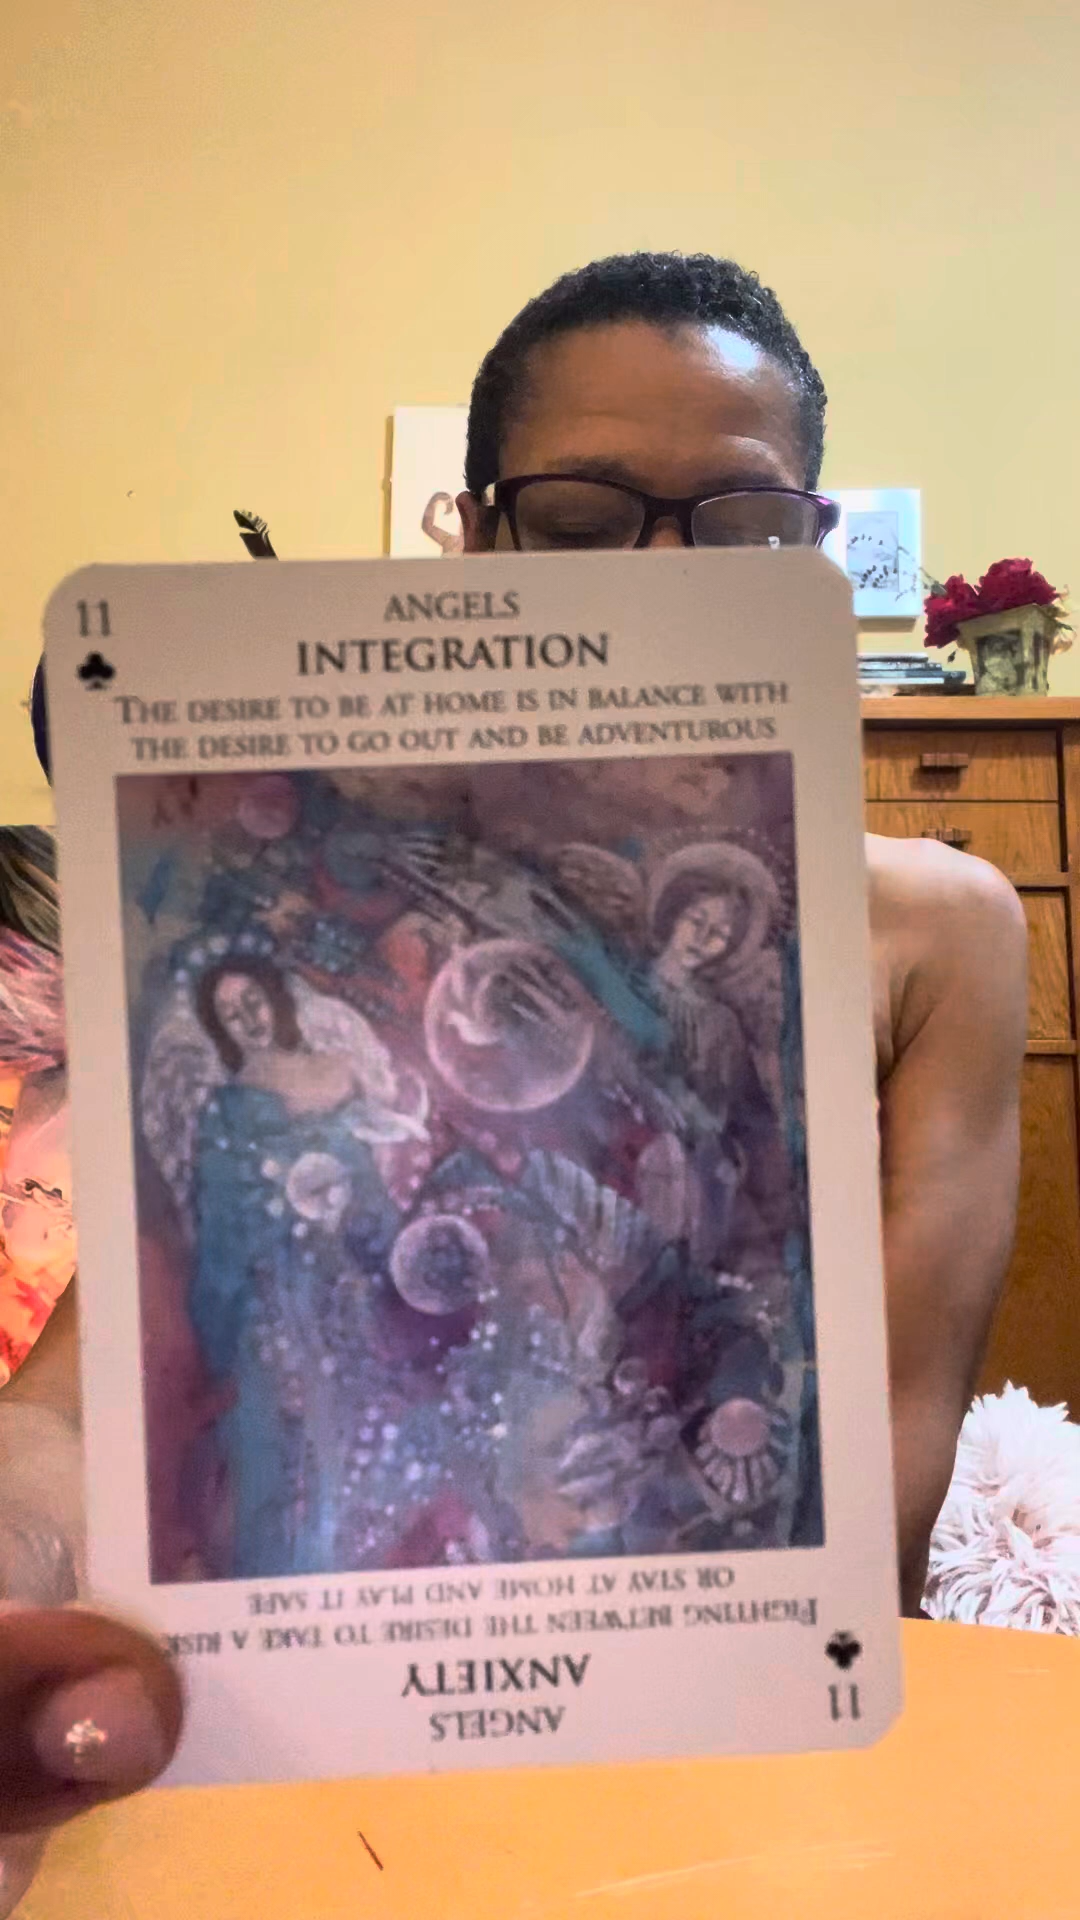 11
ANGELS
INTEGRATION
THE DESIRE TO BE AT HOME IS IN BALANCE WITH
THE DESIRE TO GO OUT AND BE ADVENTUROUS
11
ANGELS
ANXIETY
FIGHTING BETWEEN THE DESIRE TO TAKE A RISK
OR STAY AT HOME AND PLAY IT SAFE